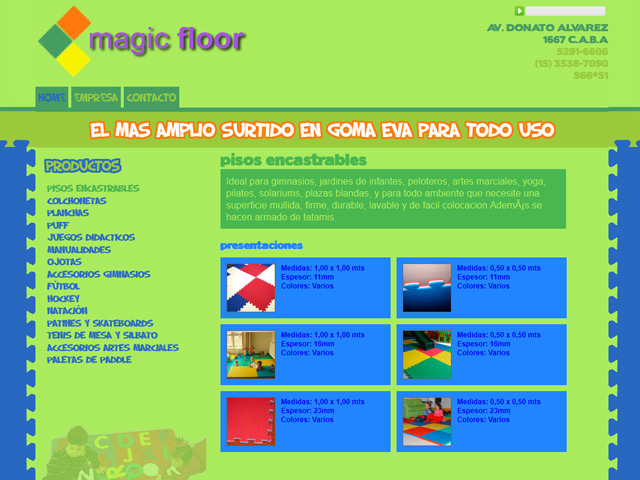 magic floor
AV. DONATO ALVAREZ
1667 C.A.B.A
5291-6606
(15) 3538-7090
566*51
HOME EMPRESA CONTACTO
EL MAS AMPLIO SURTIDO EN GOMA EVA PARA TODO USO
PRODUCTOS
PISOS ENCASTRABLES
COLCHONETAS
PLANCHAS
PUFF
JUEGOS DIDACTICOS
MANUALIDADES
OJOTAS
ACCESORIOS GIMNASIOS
FÚTBOL
HOCKEY
NATACIÓN
PATINES Y SKATEBOARDS
TENIS DE MESA Y SILBATO
ACCESORIOS ARTES MARCIALES
PALETAS DE PADDLE
pisos encastrables
Ideal para gimnasios, jardines de infantes, peloteros, artes marciales, yoga,
pilates, solariums, plazas blandas, y para todo ambiente que necesite una
superficie mullida, firme, durable, lavable y de facil colocacion AdemÃ¡s se
hacen armado de tatamis.
presentaciones
Medidas: 1,00 x 1,00 mts
Espesor: 11mm
Colores: Varios
Medidas: 0,50 x 0,50 mts
Espesor: 11mm
Colores: Varios
Medidas: 1,00 x 1,00 mts
Espesor: 16mm
Colores: Varios
Medidas: 0,50 x 0,50 mts
Espesor: 16mm
Colores: Varios
Medidas: 1,00 x 1,00 mts
Espesor: 23mm
Colores: Varios
Medidas: 0,50 x 0,50 mts
Espesor: 23mm
Colores: Varios